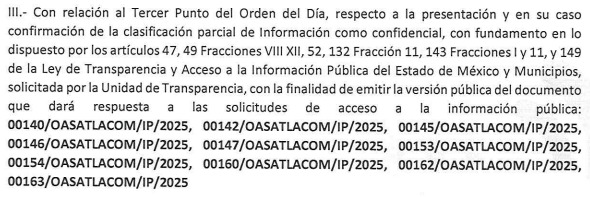 III.- Con relación al Tercer Punto del Orden del Día, respecto a la presentación y en su caso
confirmación de la clasificación parcial de Información como confidencial, con fundamento en lo
dispuesto por los artículos 47, 49 Fracciones VIII XII, 52, 132 Fracción 11, 143 Fracciones I y 11, y 149
de la Ley de Transparencia y Acceso a la Información Pública del Estado de México y Municipios,
solicitada por la Unidad de Transparencia, con la finalidad de emitir la versión pública del documento
que dará respuesta a las solicitudes de acceso a la información pública:
00140/OASATLACOM/IP/2025, 00142/OASATLACOM/IP/2025, 00145/OASATLACOM/IP/2025,
00146/OASATLACOM/IP/2025, 00147/OASATLACOM/IP/2025, 00153/OASATLACOM/IP/2025,
00154/OASATLACOM/IP/2025, 00160/OASATLACOM/IP/2025, 00162/OASATLACOM/IP/2025,
00163/OASATLACOM/IP/2025